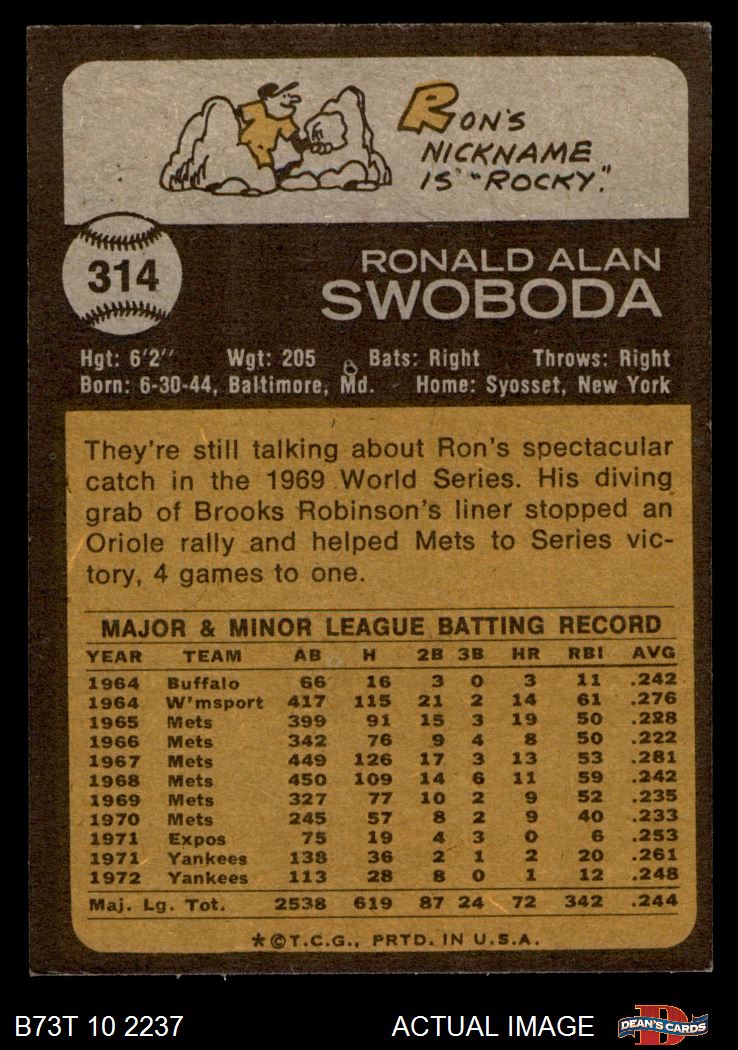 RON'S
NICKNAME
IS "ROCKY."
314
RONALD ALAN
SWOBODA
Hgt: 6'2'' Wgt: 205 Bats: Right Throws: Right
Born: 6-30-44, Baltimore, Md. Home: Syosset, New York
They're still talking about Ron's spectacular
catch in the 1969 World Series. His diving
grab of Brooks Robinson's liner stopped an
Oriole rally and helped Mets to Series vic-
tory, 4 games to one.
MAJOR & MINOR LEAGUE BATTING RECORD
YEAR TEAM AB H 2B 3B HR RBI AVG
1964 Buffalo 66 16 3 0 3 11 .242
1964 W'msport 417 115 21 2 14 61 .276
1965 Mets 399 91 15 3 19 50 .228
1966 Mets 342 76 9 4 8 50 .222
1967 Mets 449 126 17 3 13 53 .281
1968 Mets 450 109 14 6 11 59 .242
1969 Mets 327 77 10 2 9 52 .235
1970 Mets 245 57 8 2 9 40 .233
1971 Expos 75 19 4 3 0 6 .253
1971 Yankees 138 36 2 1 2 20 .261
1972 Yankees 113 28 8 0 1 12 .248
Maj. Lg. Tot. 2538 619 87 24 72 342 .244
*©T.C.G., PRTD. IN U.S.A.
B73T 10 2237 ACTUAL IMAGE
D
DEAN'S CARDS